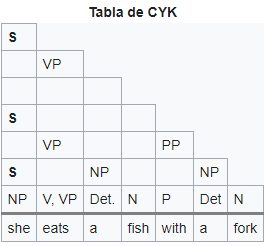 Tabla de CYK
S
VP
S
VP PP
S NP NP
NP V, VP Det. N P Det N
she eats a fish with a fork